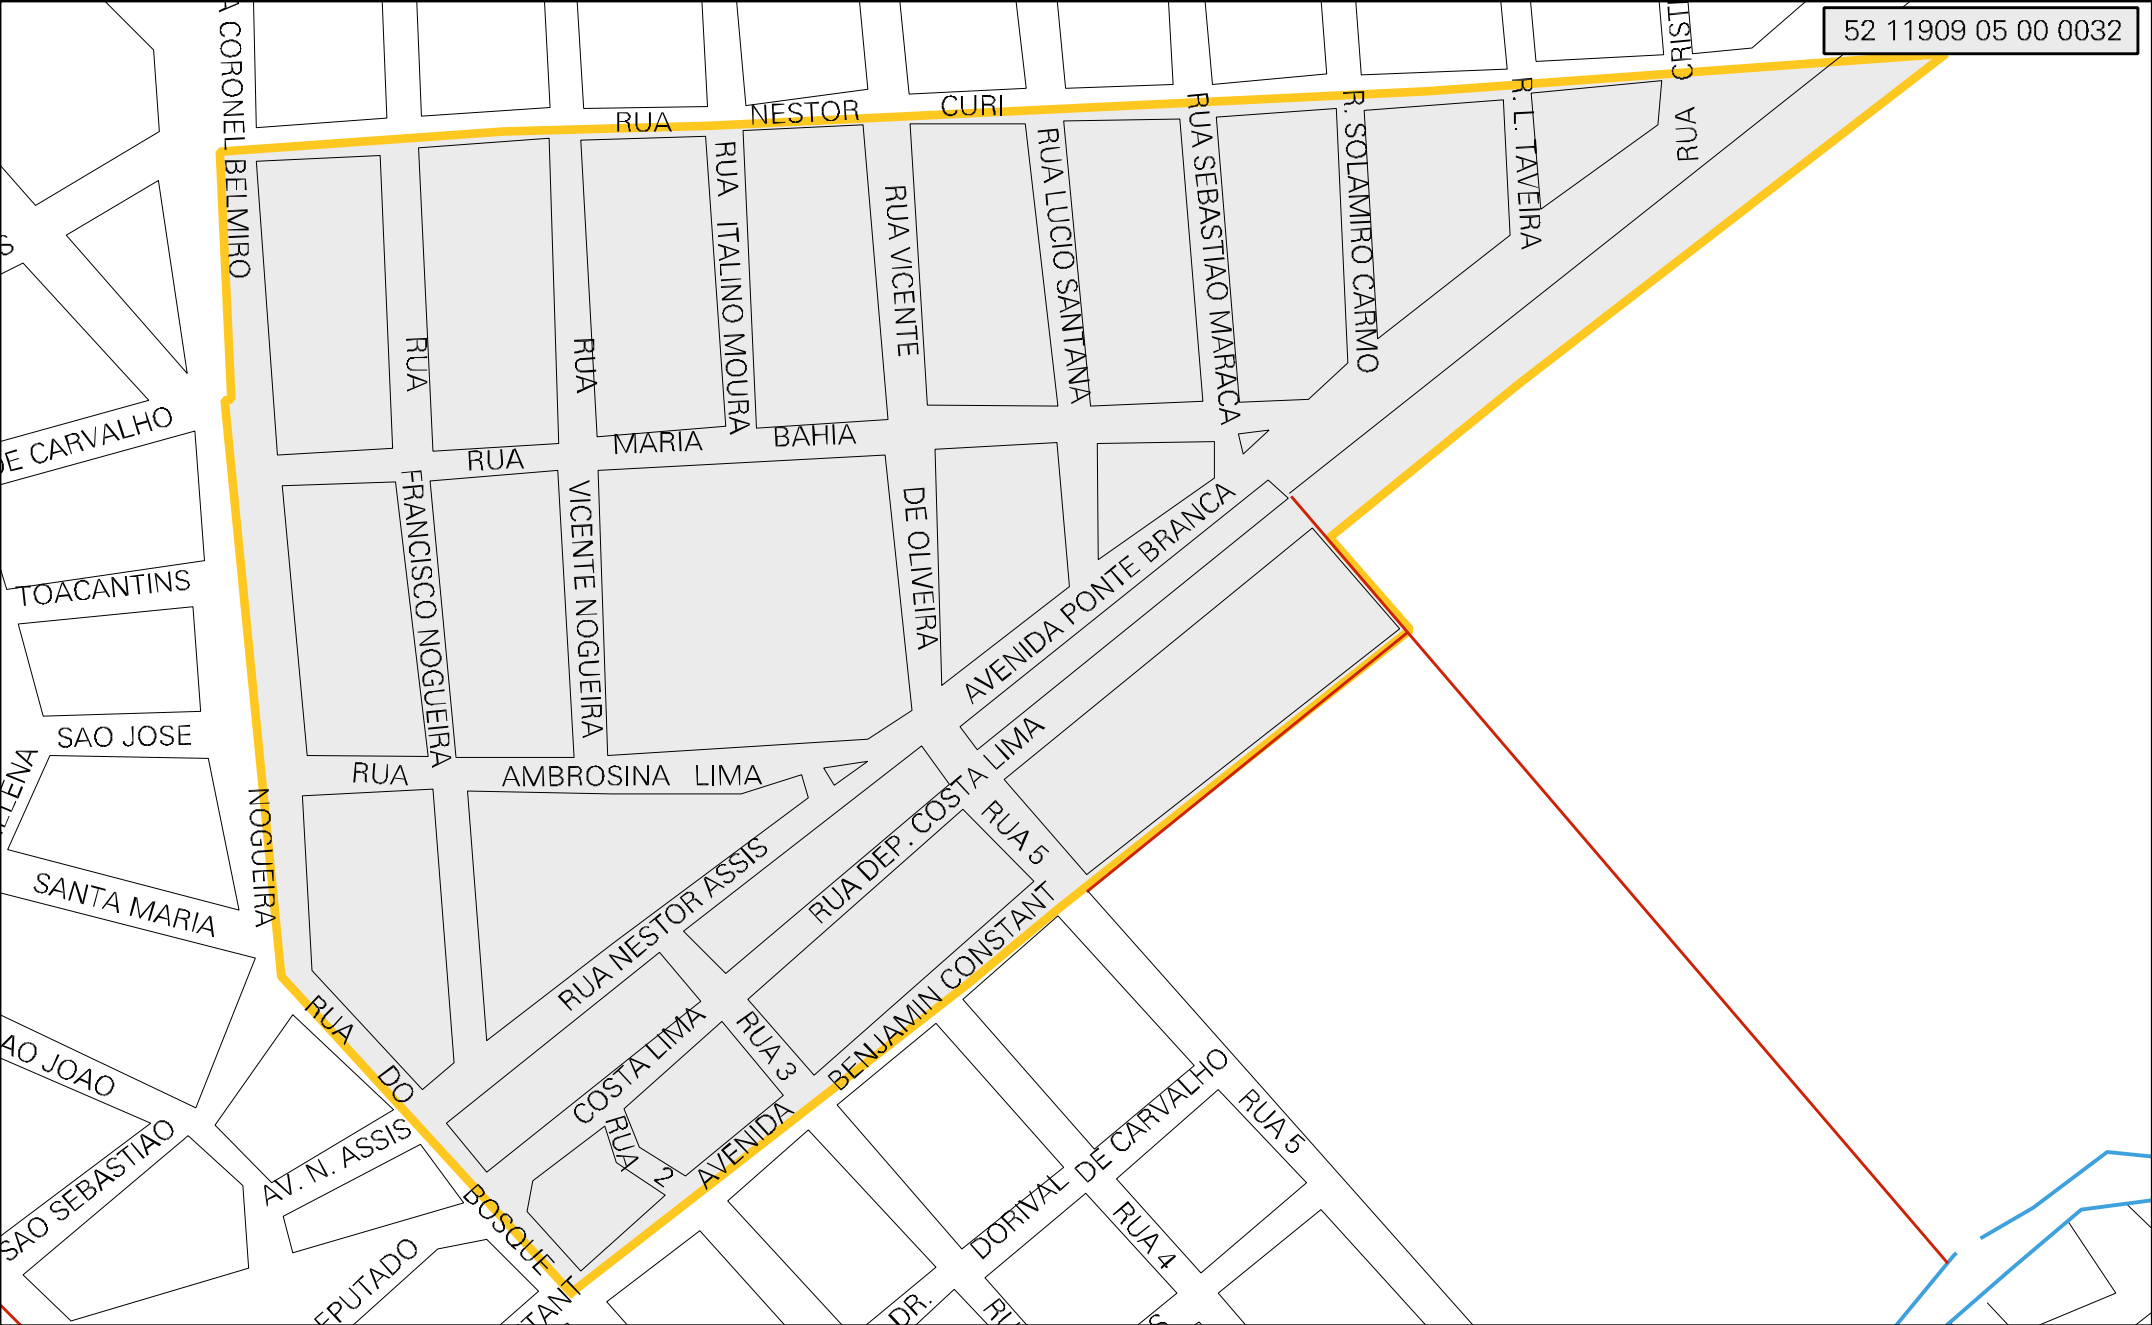 52 11909 05 00 0032
A CORONEL BELMIRO
NOGUEIRA
RUA NESTOR CURI
RUA CRISTI
R. L. TAVEIRA
R. SOLAMIRO CARMO
RUA SEBASTIAO MARACA
RUA LUCIO SANTANA
RUA VICENTE
DE OLIVEIRA
RUA ITALINO MOURA
RUA
VICENTE NOGUEIRA
RUA
FRANCISCO NOGUEIRA
RUA MARIA BAHIA
S
DE CARVALHO
TOACANTINS
SAO JOSE
ELENA
SANTA MARIA
AO JOAO
SAO SEBASTIAO
RUA AMBROSINA LIMA
AVENIDA PONTE BRANCA
RUA NESTOR ASSIS
RUA DEP. COSTA LIMA
COSTA LIMA
RUA 5
RUA 3
RUA 2
AVENIDA BENJAMIN CONSTANT
RUA DO BOSQUE
AV. N. ASSIS
EPUTADO
TANT
DORIVAL DE CARVALHO
RUA 5
RUA 4
DR.
RU
S